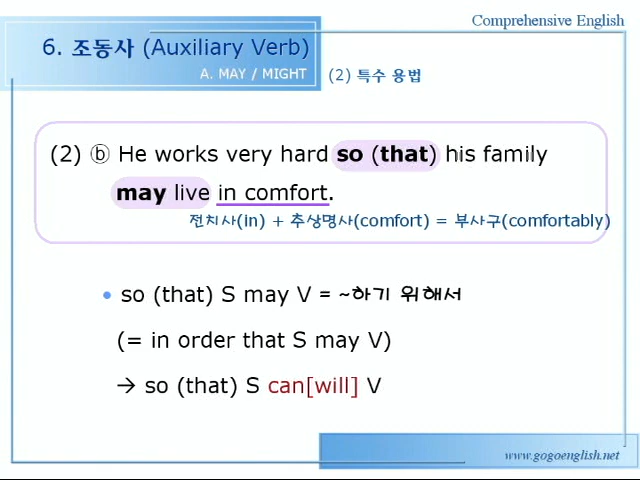 Comprehensive English
6. 조동사 (Auxiliary Verb)
A. MAY / MIGHT
(2) 특수 용법
(2) ⓑ He works very hard so (that) his family
may live in comfort.
전치사(in) + 추상명사(comfort) = 부사구(comfortably)
• so (that) S may V = ~하기 위해서
(= in order that S may V)
→ so (that) S can[will] V
www.gogoenglish.net